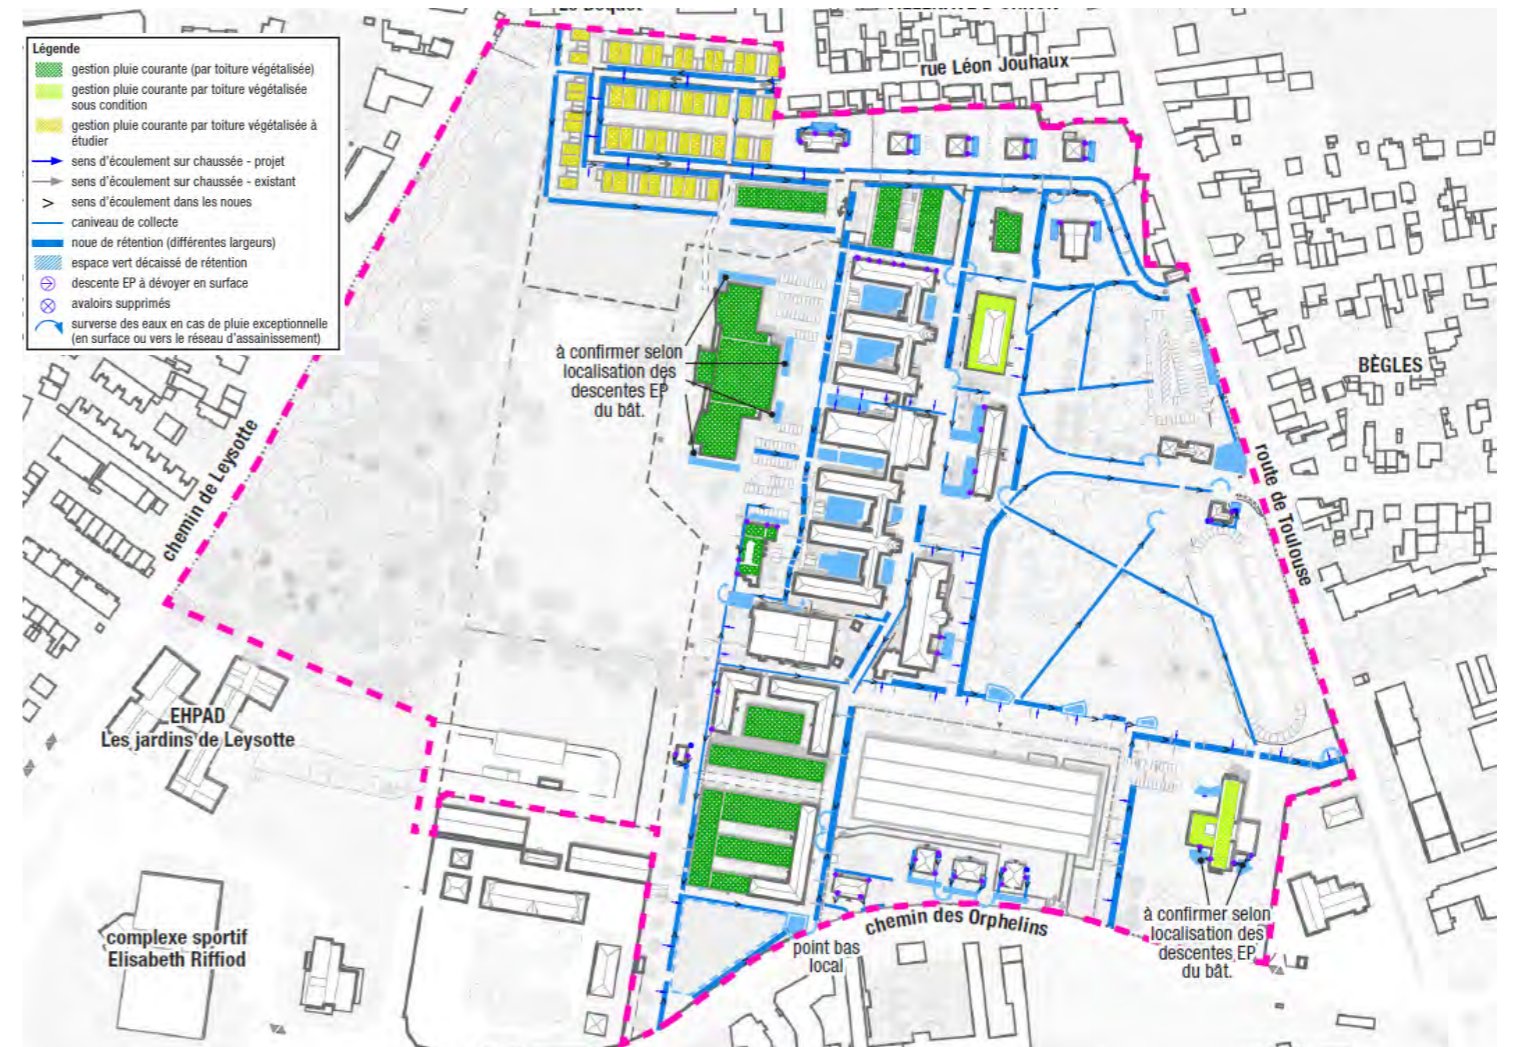 Légende
gestion pluie courante (par toiture végétalisée)
gestion pluie courante par toiture végétalisée
sous condition
gestion pluie courante par toiture végétalisée à
étudier
sens d'écoulement sur chaussée - projet
sens d'écoulement sur chaussée - existant
sens d'écoulement dans les noues
caniveau de collecte
noue de rétention (différentes largeurs)
espace vert décaissé de rétention
descente EP à dévoyer en surface
avaloirs supprimés
surverse des eaux en cas de pluie exceptionnelle
(en surface ou vers le réseau d'assainissement)
rue Léon Jouhaux
à confirmer selon
localisation des
descentes EP
du bât.
BÈGLES
chemin de Leysotte
route de Toulouse
EHPAD
Les jardins de Leysotte
complexe sportif
Elisabeth Riffiod
chemin des Orphelins
point bas
local
à confirmer selon
localisation des
descentes EP
du bât.